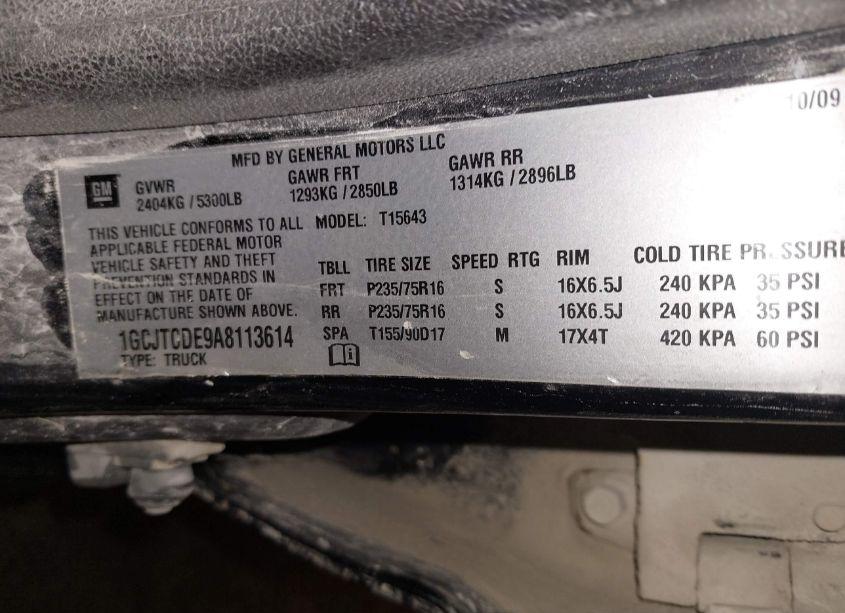 10/09
MFD BY GENERAL MOTORS LLC
GM GVWR GAWR FRT GAWR RR
2404KG / 5300LB 1293KG / 2850LB 1314KG / 2896LB
THIS VEHICLE CONFORMS TO ALL MODEL: T15643
APPLICABLE FEDERAL MOTOR
VEHICLE SAFETY AND THEFT
PREVENTION STANDARDS IN
EFFECT ON THE DATE OF
MANUFACTURE SHOWN ABOVE.
1GCJTCDE9A8113614
TYPE: TRUCK
TBLL TIRE SIZE SPEED RTG RIM COLD TIRE PRESSURE
FRT P235/75R16 S 16X6.5J 240 KPA 35 PSI
RR P235/75R16 S 16X6.5J 240 KPA 35 PSI
SPA T155/90D17 M 17X4T 420 KPA 60 PSI